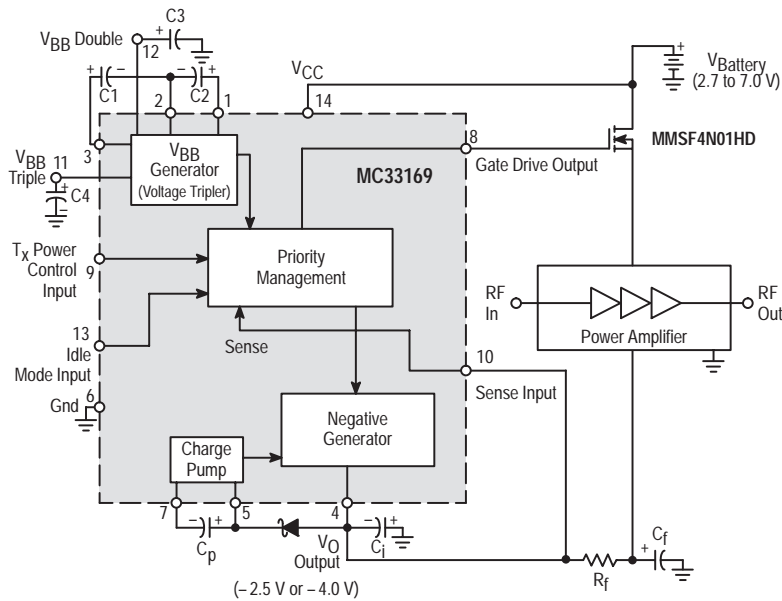 C3
+
VBB Double
12
+ – – +
C1 C2
2 1
VCC
14
+
VBattery
(2.7 to 7.0 V)
3
VBB
Generator
(Voltage Tripler)
VBB 11
Triple
+
C4
–
MC33169
8
Gate Drive Output
MMSF4N01HD
Tx Power
Control 9
Input
Priority
Management
RF
In
RF
Out
Power Amplifier
13
Idle
Mode Input
Sense
10
Sense Input
6
Gnd
Negative
Generator
Charge
Pump
7 5 4
– +
Cp
VO
Output
– +
Ci
Rf
+
Cf
(– 2.5 V or – 4.0 V)